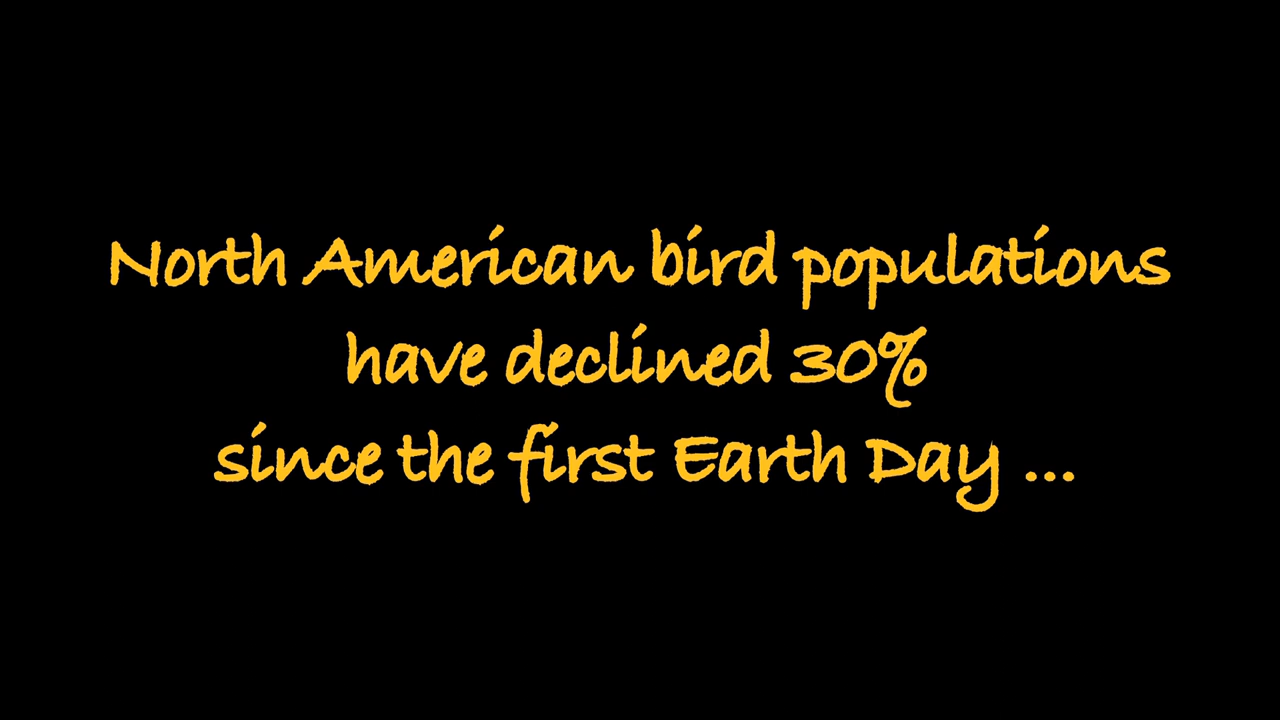 North American bird populations
have declined 30%
since the first Earth Day ...